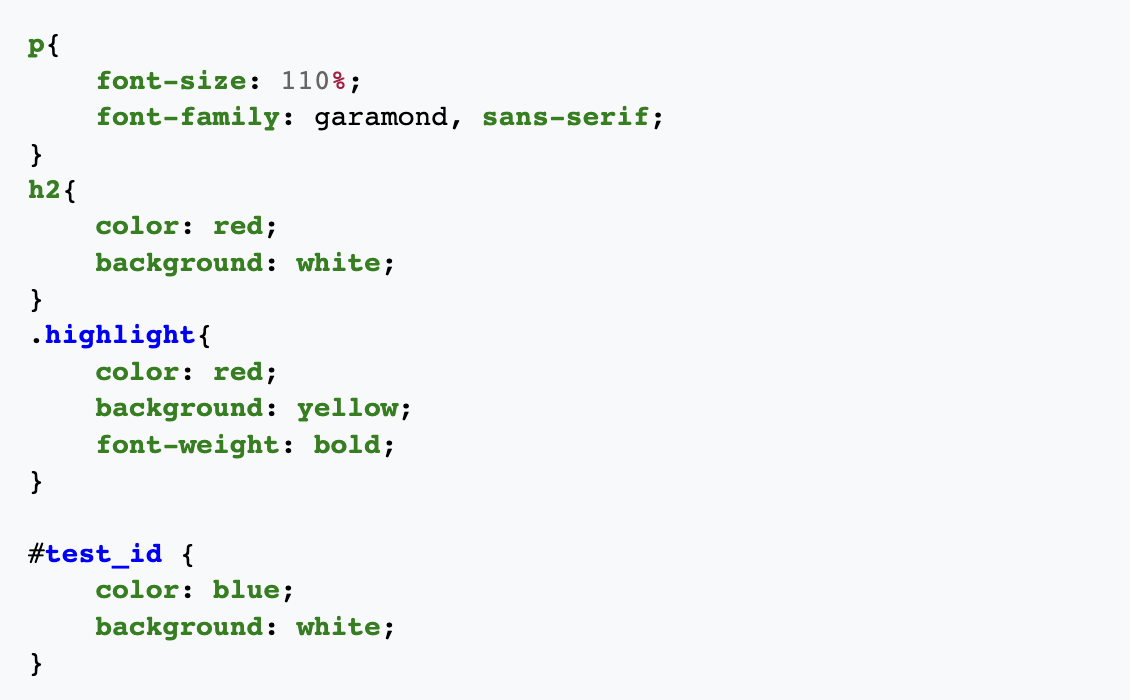 p{
    font-size: 110%;
    font-family: garamond, sans-serif;
}
h2{
    color: red;
    background: white;
}
.highlight{
    color: red;
    background: yellow;
    font-weight: bold;
}

#test_id {
    color: blue;
    background: white;
}